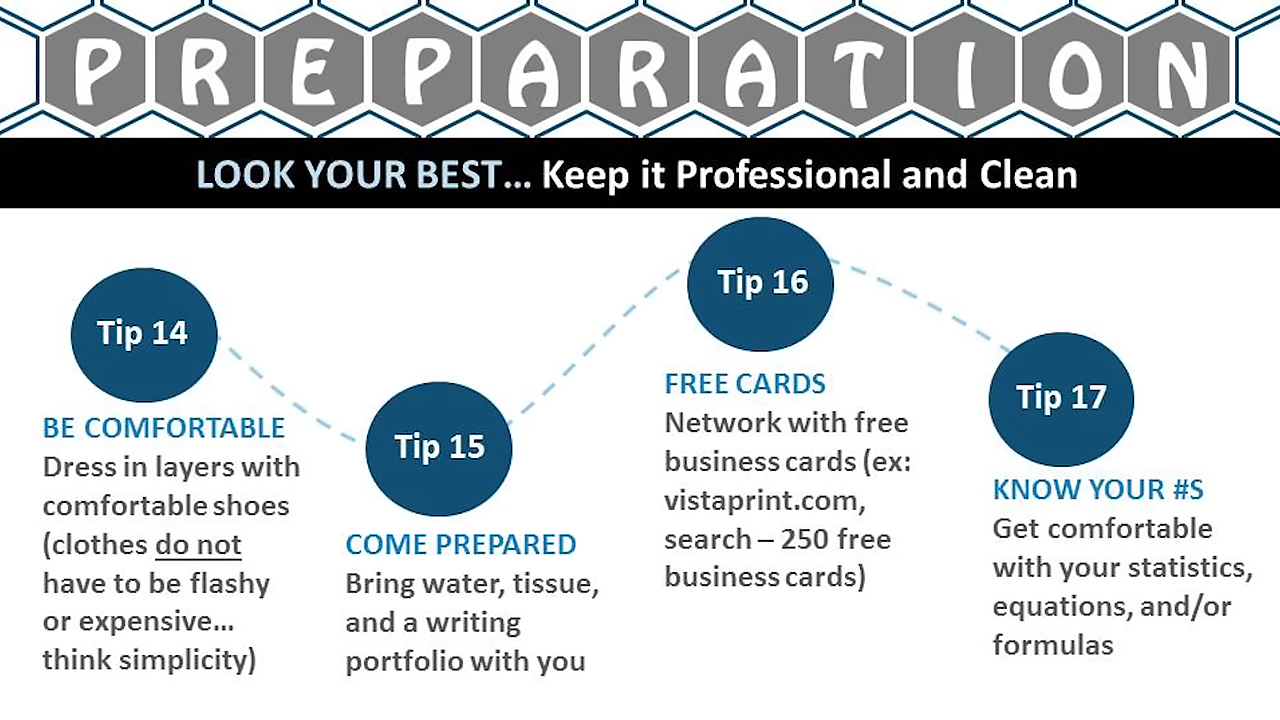 PREPARATION
LOOK YOUR BEST... Keep it Professional and Clean
Tip 14
BE COMFORTABLE
Dress in layers with
comfortable shoes
(clothes do not
have to be flashy
or expensive...
think simplicity)
Tip 15
COME PREPARED
Bring water, tissue,
and a writing
portfolio with you
Tip 16
FREE CARDS
Network with free
business cards (ex:
vistaprint.com,
search – 250 free
business cards)
Tip 17
KNOW YOUR #S
Get comfortable
with your statistics,
equations, and/or
formulas